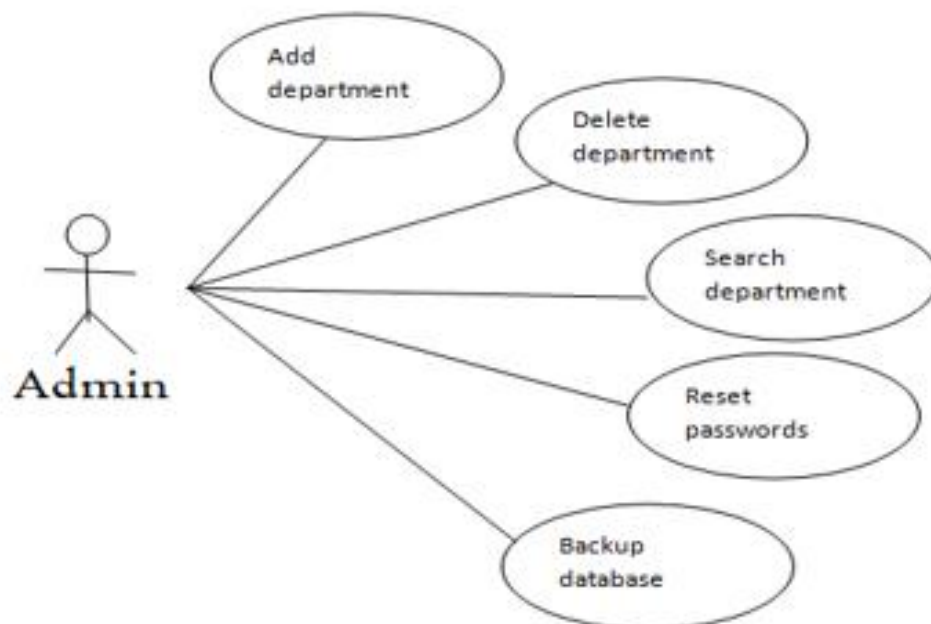 Add
department
Delete
department
Search
department
Admin
Reset
passwords
Backup
database